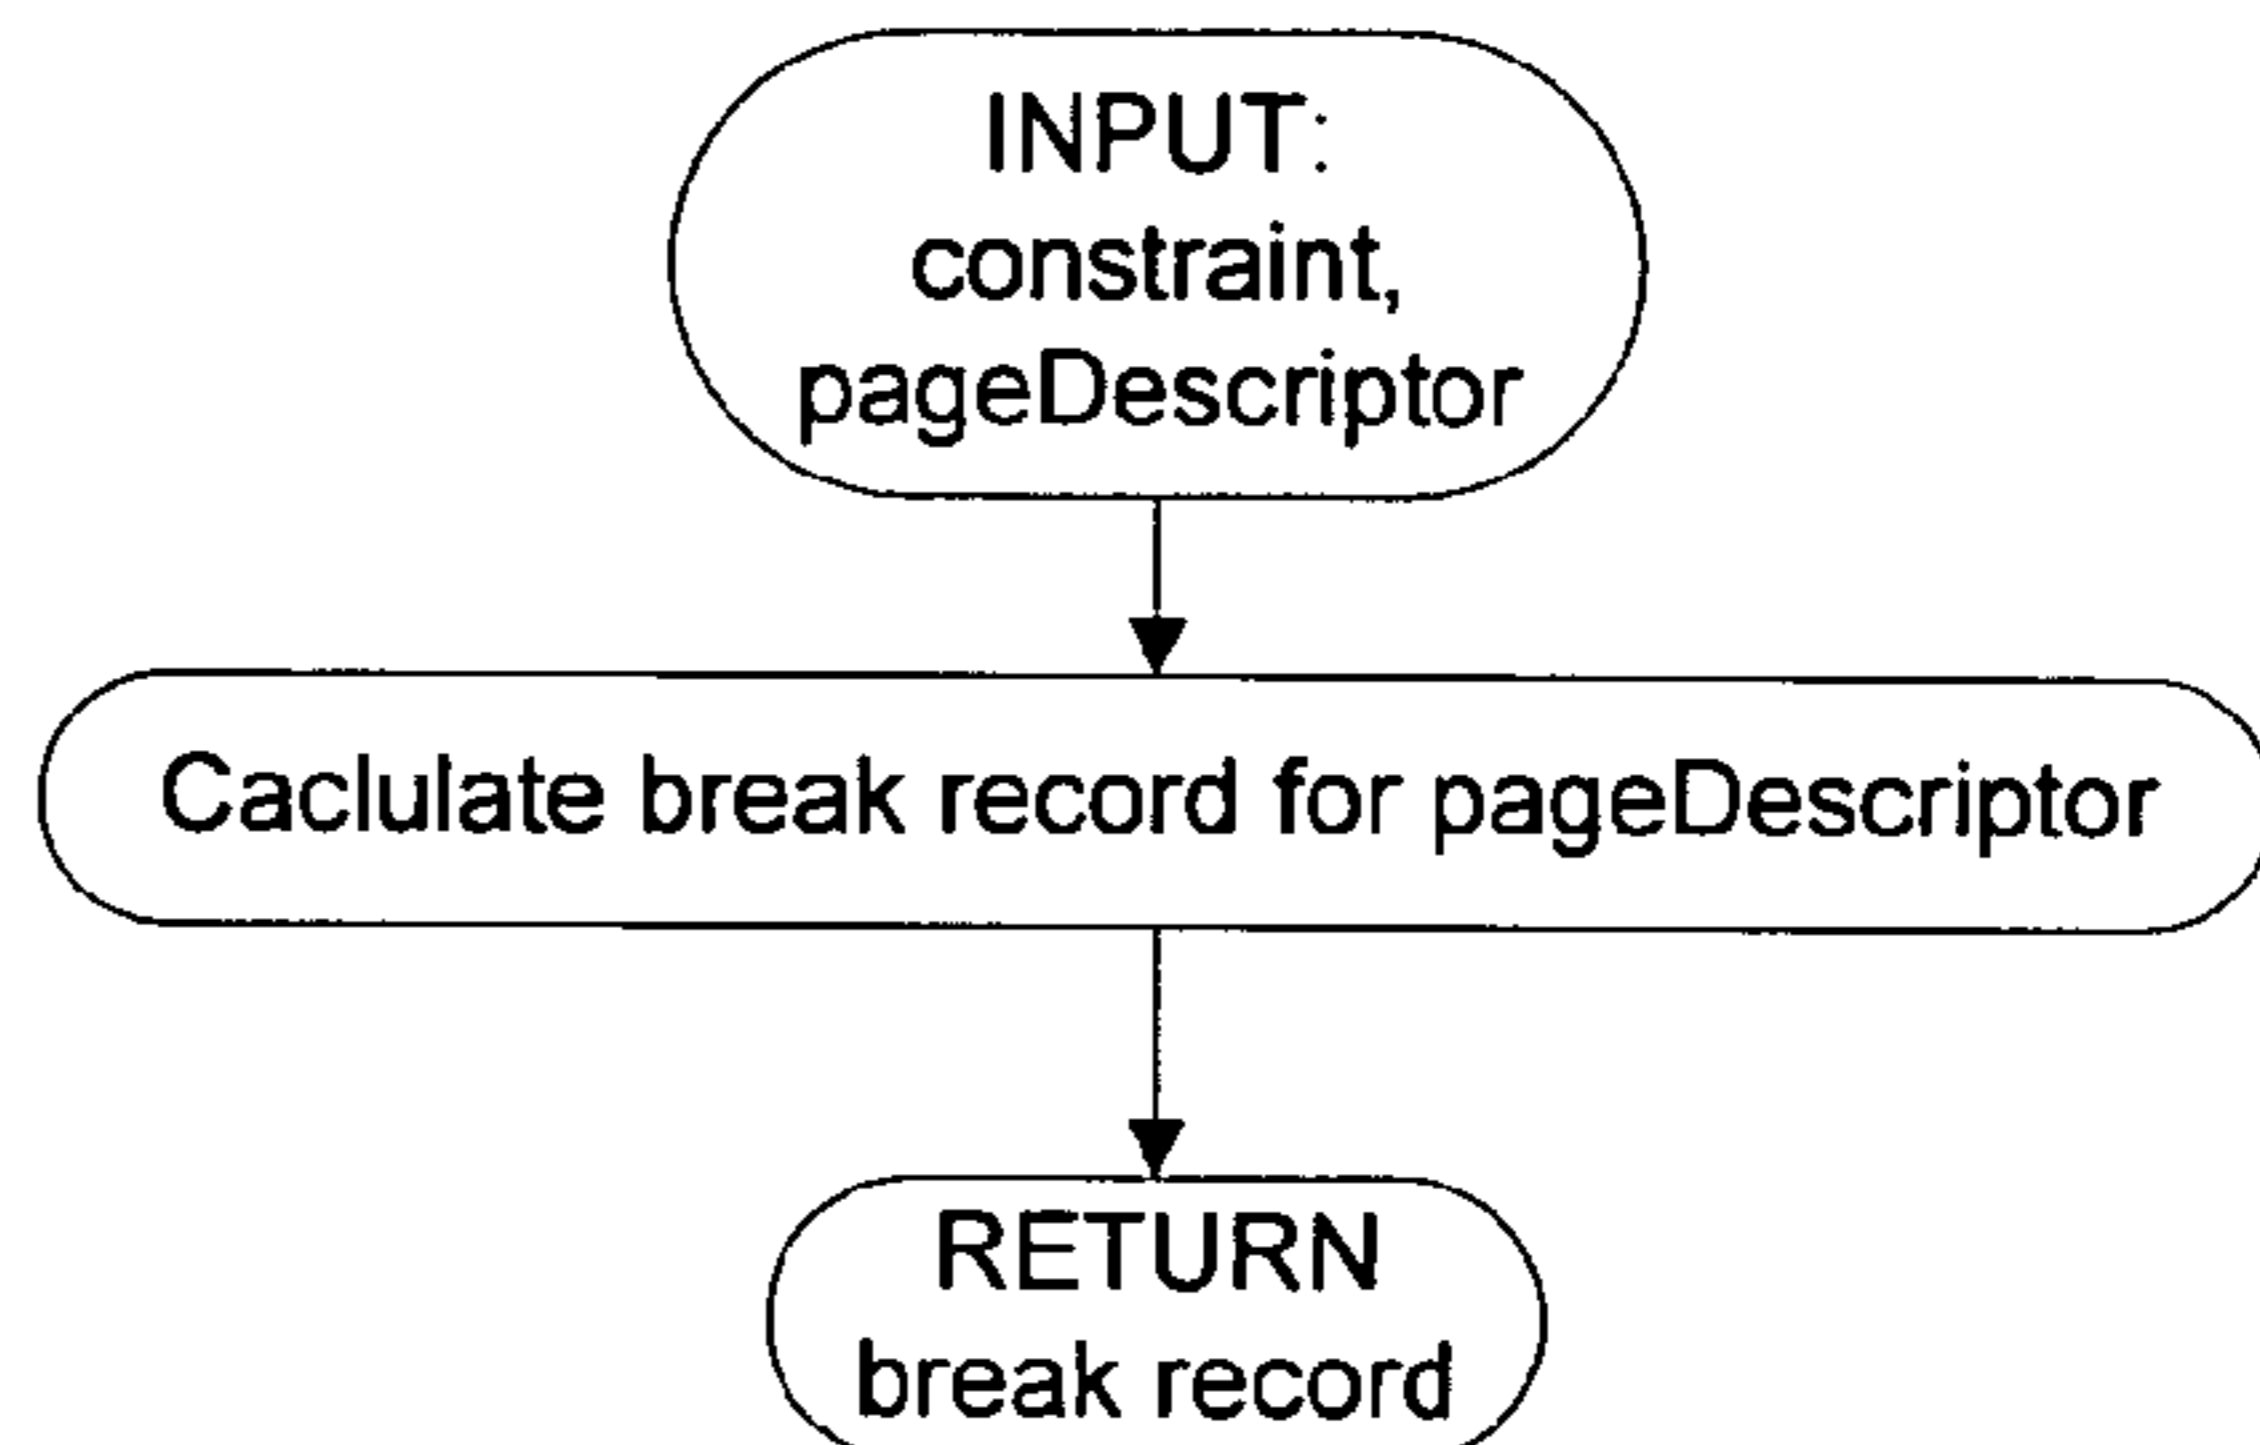 INPUT:
constraint,
pageDescriptor
Caclulate break record for pageDescriptor
RETURN
break record